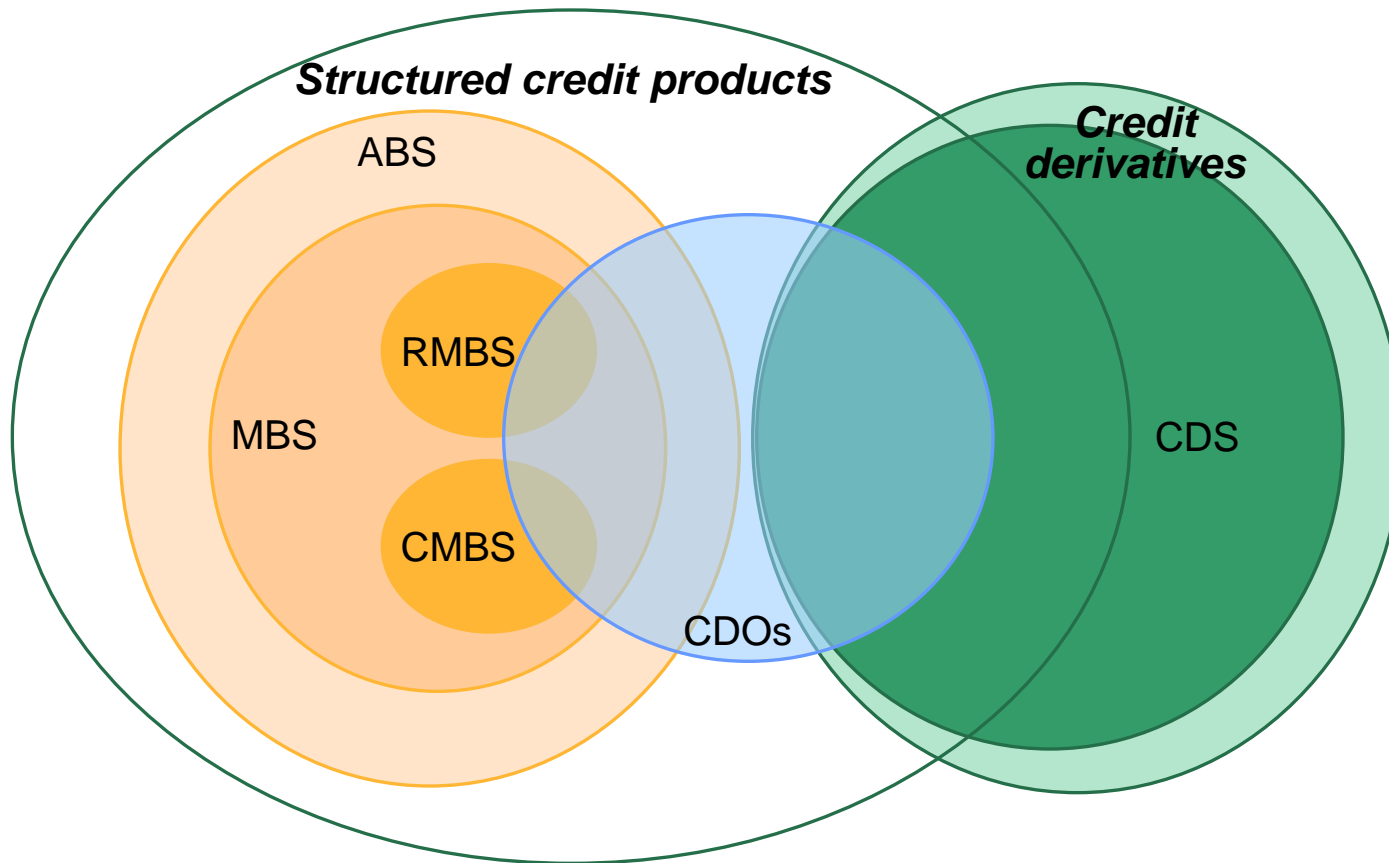 Structured credit products
Credit
derivatives
ABS
RMBS
MBS
CDS
CMBS
CDOs